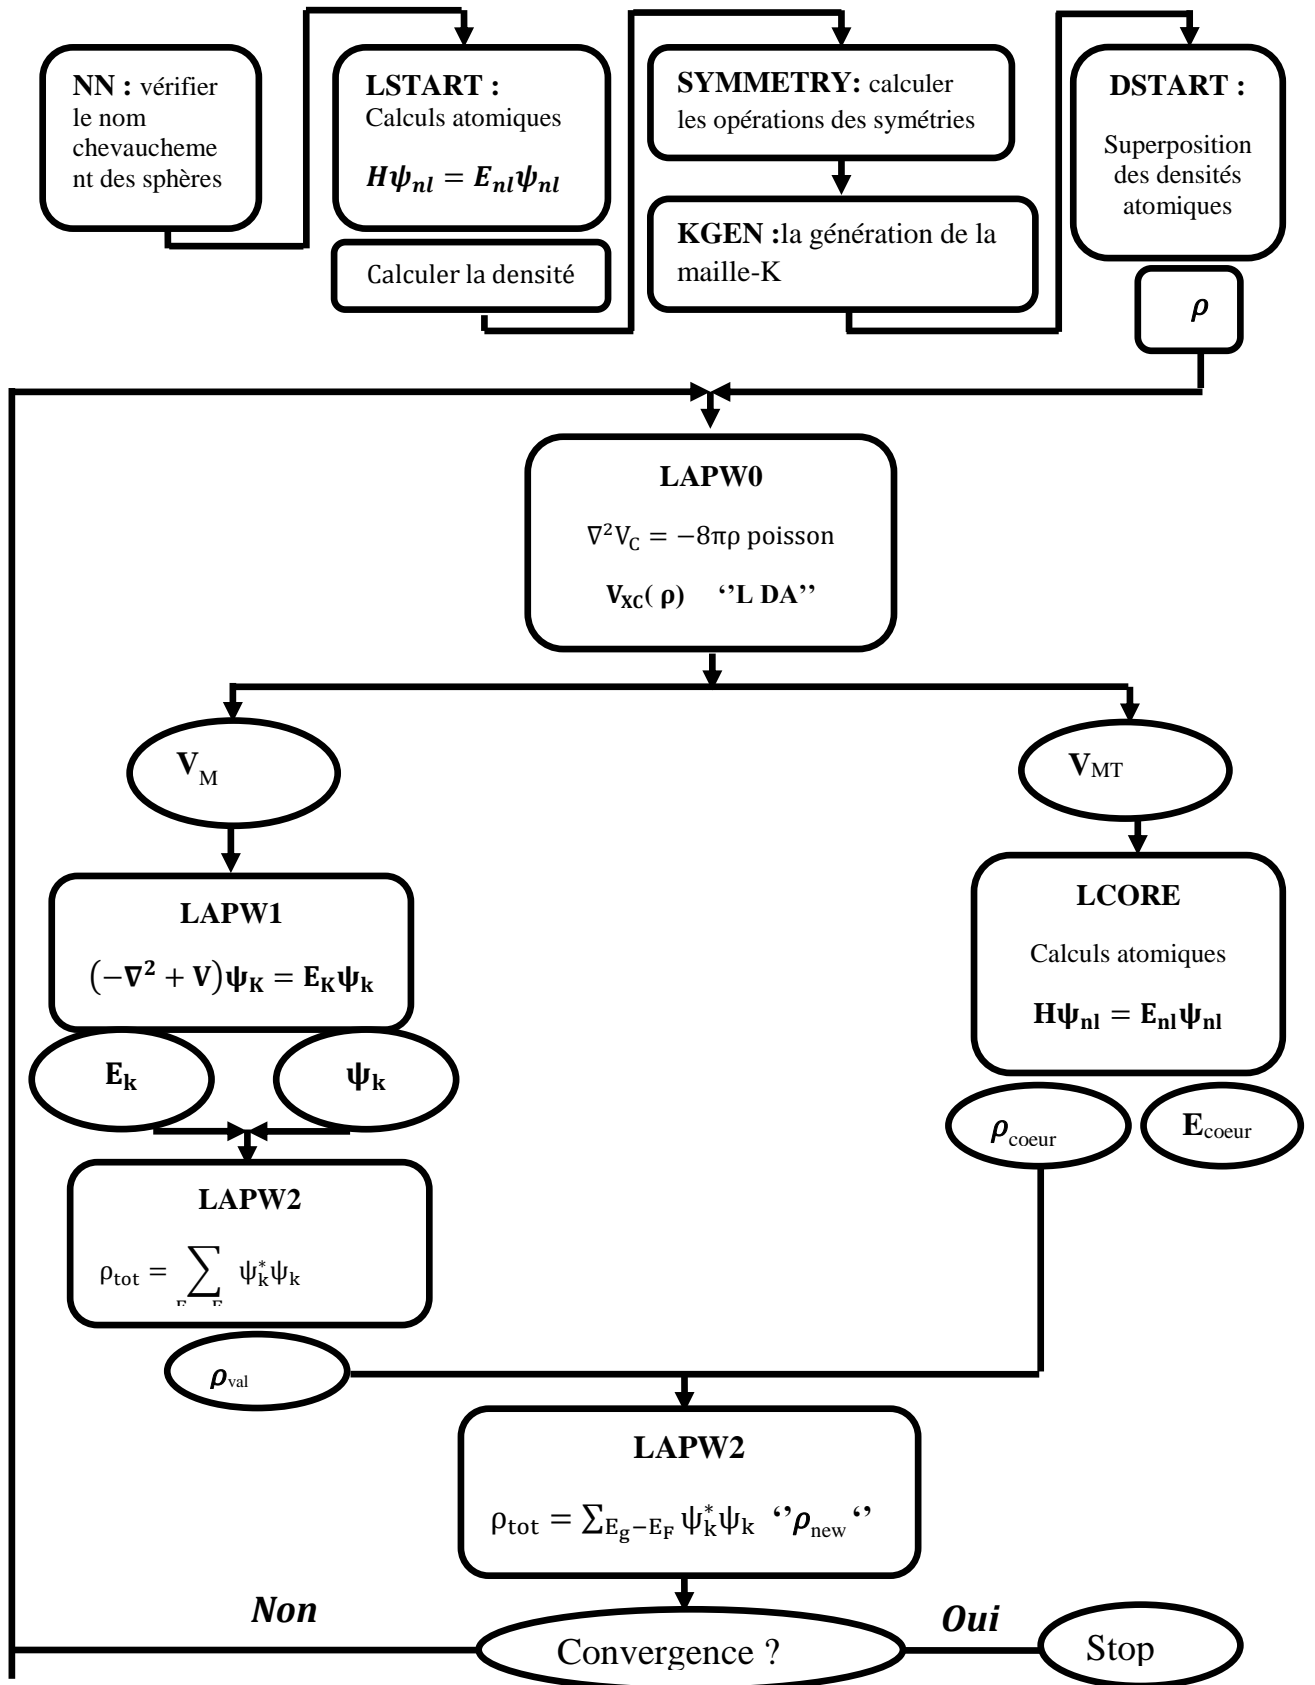 NN : vérifier
le nom
chevaucheme
nt des sphères
LSTART :
Calculs atomiques
Hψnl = Enlψnl
Calculer la densité
SYMMETRY: calculer
les opérations des symétries
KGEN :la génération de la
maille-K
DSTART :
Superposition
des densités
atomiques
ρ
LAPW0
∇²VC = −8πρ poisson
VXC( ρ) ‘’L DA’’
VM
VMT
LAPW1
(−∇² + V)ψK = EKψk
Ek
ψk
LCORE
Calculs atomiques
Hψnl = Enlψnl
ρcoeur
Ecoeur
LAPW2
ρtot = ∑ ψk*ψk
ρval
LAPW2
ρtot = ∑Eg−EF ψk*ψk ‘’ρnew ‘’
Non
Convergence ?
Oui
Stop